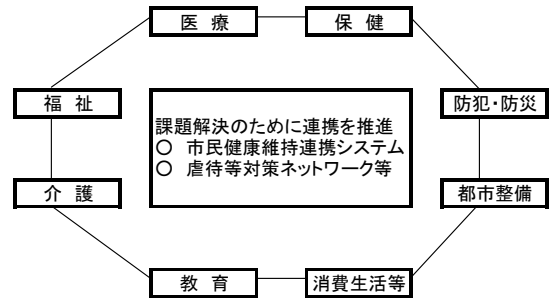 医 療
保 健
福 祉
防犯・防災
課題解決のために連携を推進
○ 市民健康維持連携システム
○ 虐待等対策ネットワーク等
介 護
都市整備
教 育
消費生活等